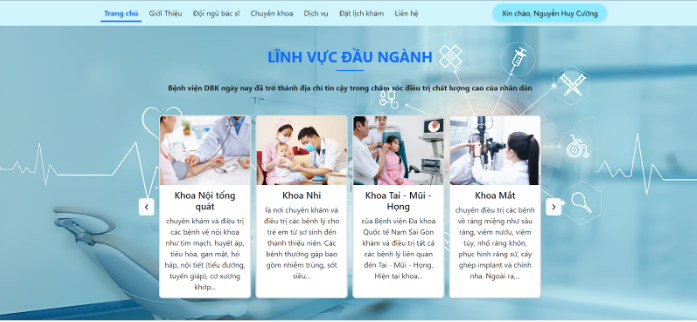 Trang chủ Giới Thiệu Đội ngũ bác sĩ Chuyên khoa Dịch vụ Đặt lịch khám Liên hệ Xin chào, Nguyễn Huy Cường
LĨNH VỰC ĐẦU NGÀNH
Bệnh viện DBK ngày nay đã trở thành địa chỉ tin cậy trong chăm sóc điều trị chất lượng cao của nhân dân
Khoa Nội tổng
quát
chuyên khám và điều trị
các bệnh về nội khoa
như tim mạch, huyết áp,
tiêu hóa, gan mật, hô
hấp, nội tiết (tiểu đường,
tuyến giáp), cơ xương
khớp...
Khoa Nhi
là nơi chuyên khám và
điều trị các bệnh lý cho
trẻ em từ sơ sinh đến
thanh thiếu niên. Các
bệnh thường gặp bao
gồm nhiễm trùng, sốt
siêu...
Khoa Tai - Mũi -
Họng
của Bệnh viện Đa khoa
Quốc tế Nam Sài Gòn
khám và điều trị tất cả
các bệnh lý liên quan
đến Tai - Mũi - Họng.
Hiện tại khoa...
Khoa Mắt
chuyên điều trị các bệnh
về răng miệng như sâu
răng, viêm nướu, viêm
tủy, nhổ răng khôn,
phục hình răng sứ, cấy
ghép implant và chỉnh
nha. Ngoài ra,...